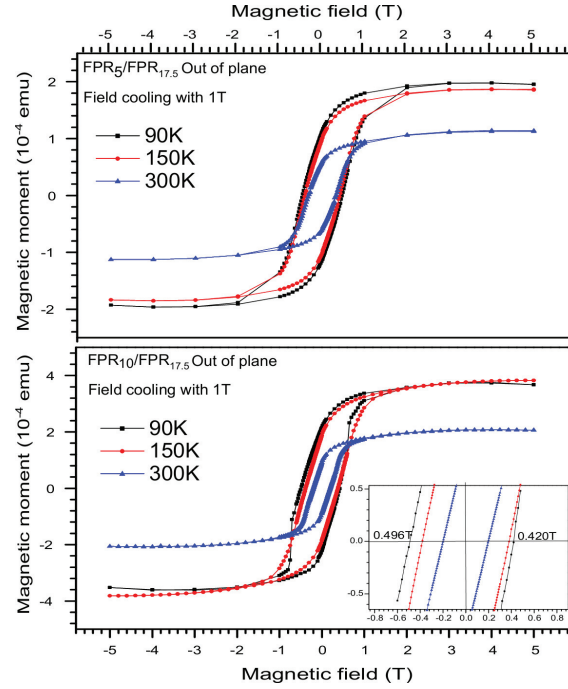 Magnetic field (T)
-5 -4 -3 -2 -1 0 1 2 3 4 5
FPR5/FPR17.5 Out of plane
Field cooling with 1T
90K
150K
300K
2
1
0
-1
-2
Magnetic moment (10-4 emu)
FPR10/FPR17.5 Out of plane
Field cooling with 1T
90K
150K
300K
4
2
0
-2
-4
Magnetic moment (10-4 emu)
0.5
0.0
-0.5
0.496T
0.420T
-0.8 -0.6 -0.4 -0.2 0.0 0.2 0.4 0.6 0.8
-5 -4 -3 -2 -1 0 1 2 3 4 5
Magnetic field (T)